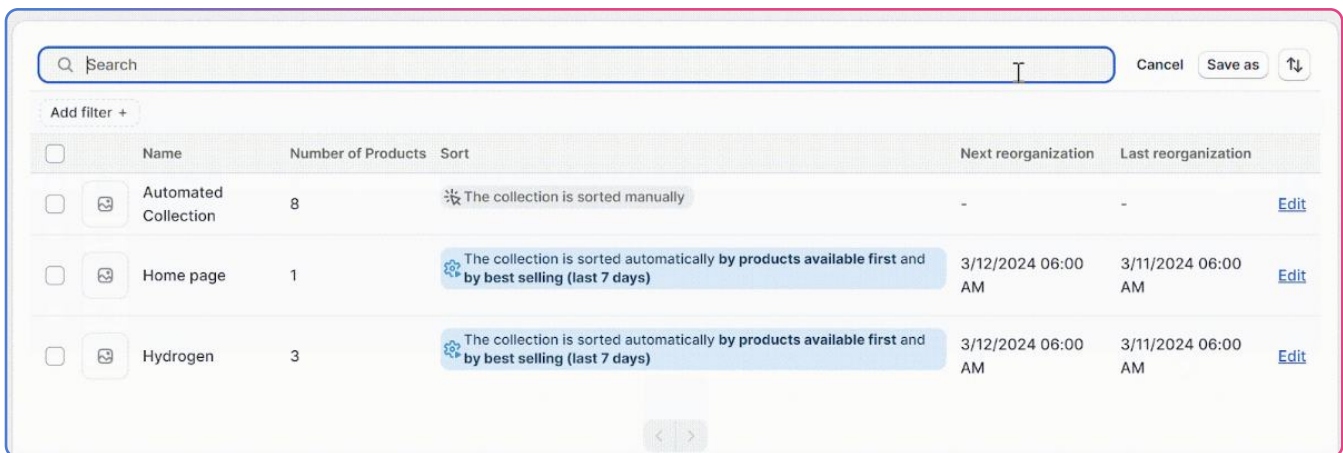 Search
Cancel Save as
Add filter +
Name Number of Products Sort Next reorganization Last reorganization
Automated
Collection
8
The collection is sorted manually
-
-
Edit
Home page
1
The collection is sorted automatically by products available first and
by best selling (last 7 days)
3/12/2024 06:00
AM
3/11/2024 06:00
AM
Edit
Hydrogen
3
The collection is sorted automatically by products available first and
by best selling (last 7 days)
3/12/2024 06:00
AM
3/11/2024 06:00
AM
Edit